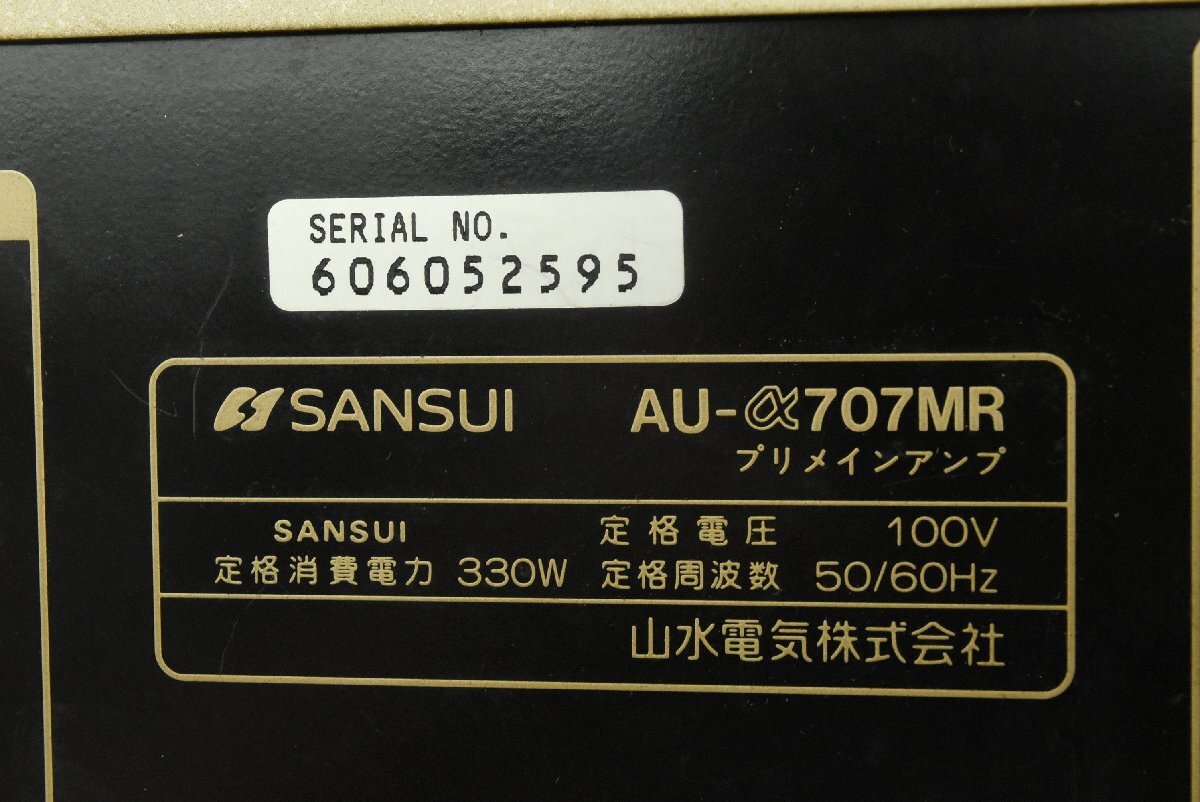 SERIAL NO.
606052595
SANSUI AU-α707MR
プリメインアンプ
SANSUI 定格電圧 100V
定格消費電力 330W 定格周波数 50/60Hz
山水電気株式会社